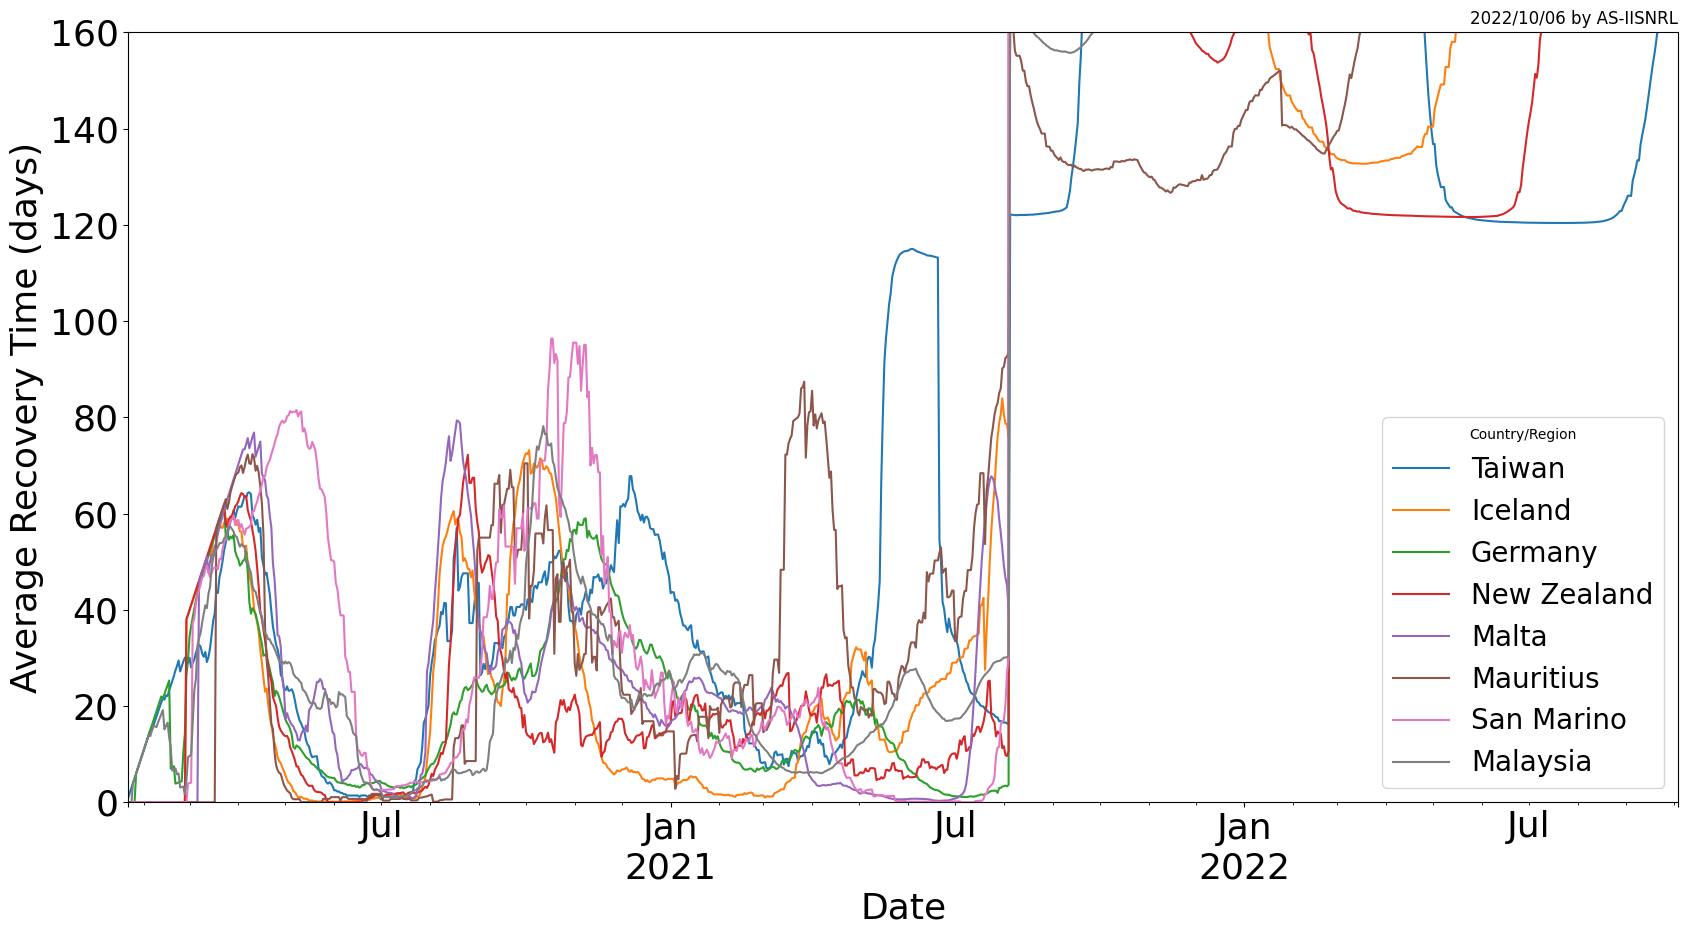 2022/10/06 by AS-IISNRL
Average Recovery Time (days)
160
140
120
100
80
60
40
20
0
Country/Region
Taiwan
Iceland
Germany
New Zealand
Malta
Mauritius
San Marino
Malaysia
Jul
Jan
2021
Jul
Jan
2022
Jul
Date